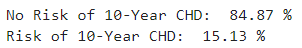 No Risk of 10-Year CHD:  84.87 %
Risk of 10-Year CHD:  15.13 %